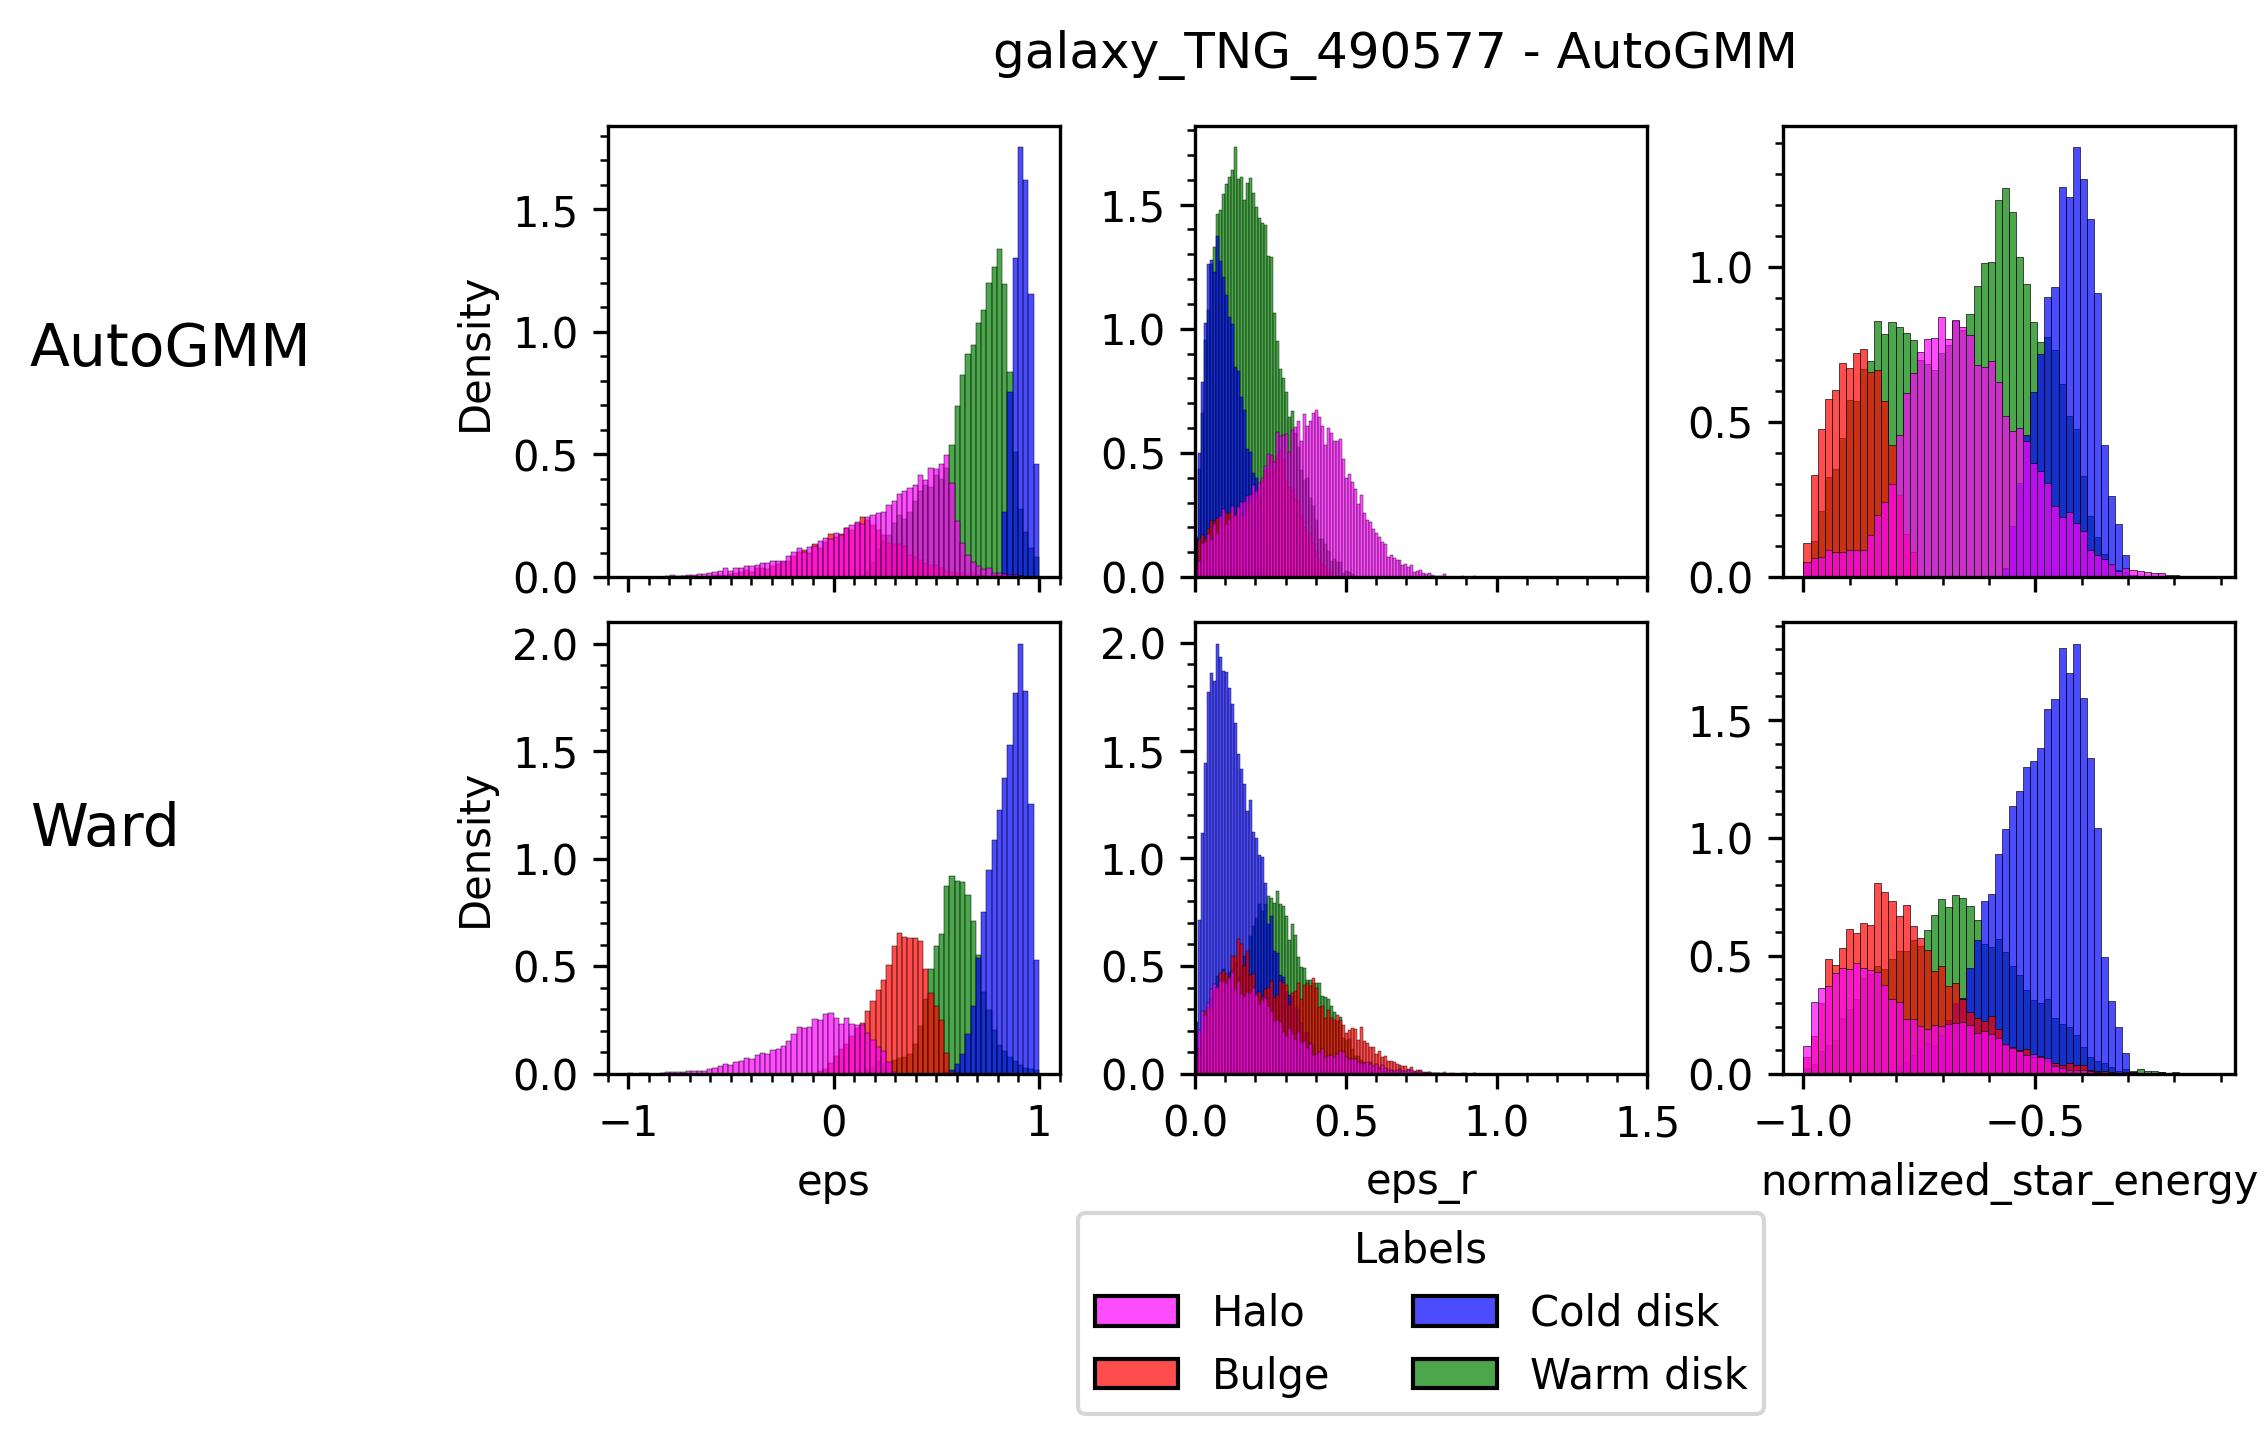 galaxy_TNG_490577 - AutoGMM
AutoGMM
Density
1.5
1.0
0.5
0.0
1.5
1.0
0.5
0.0
1.0
0.5
0.0
Ward
Density
2.0
1.5
1.0
0.5
0.0
2.0
1.5
1.0
0.5
0.0
1.5
1.0
0.5
0.0
−1 0 1
0.0 0.5 1.0 1.5
−1.0 −0.5
eps
eps_r
normalized_star_energy
Labels
Halo
Bulge
Cold disk
Warm disk